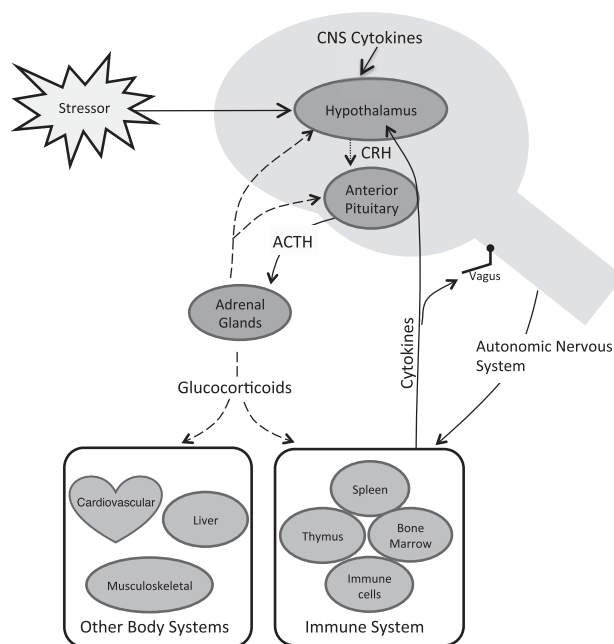 CNS Cytokines
Stressor
Hypothalamus
CRH
Anterior
Pituitary
ACTH
Vagus
Adrenal
Glands
Cytokines
Autonomic Nervous
System
Glucocorticoids
Cardiovascular
Liver
Musculoskeletal
Other Body Systems
Spleen
Thymus
Bone
Marrow
Immune
cells
Immune System